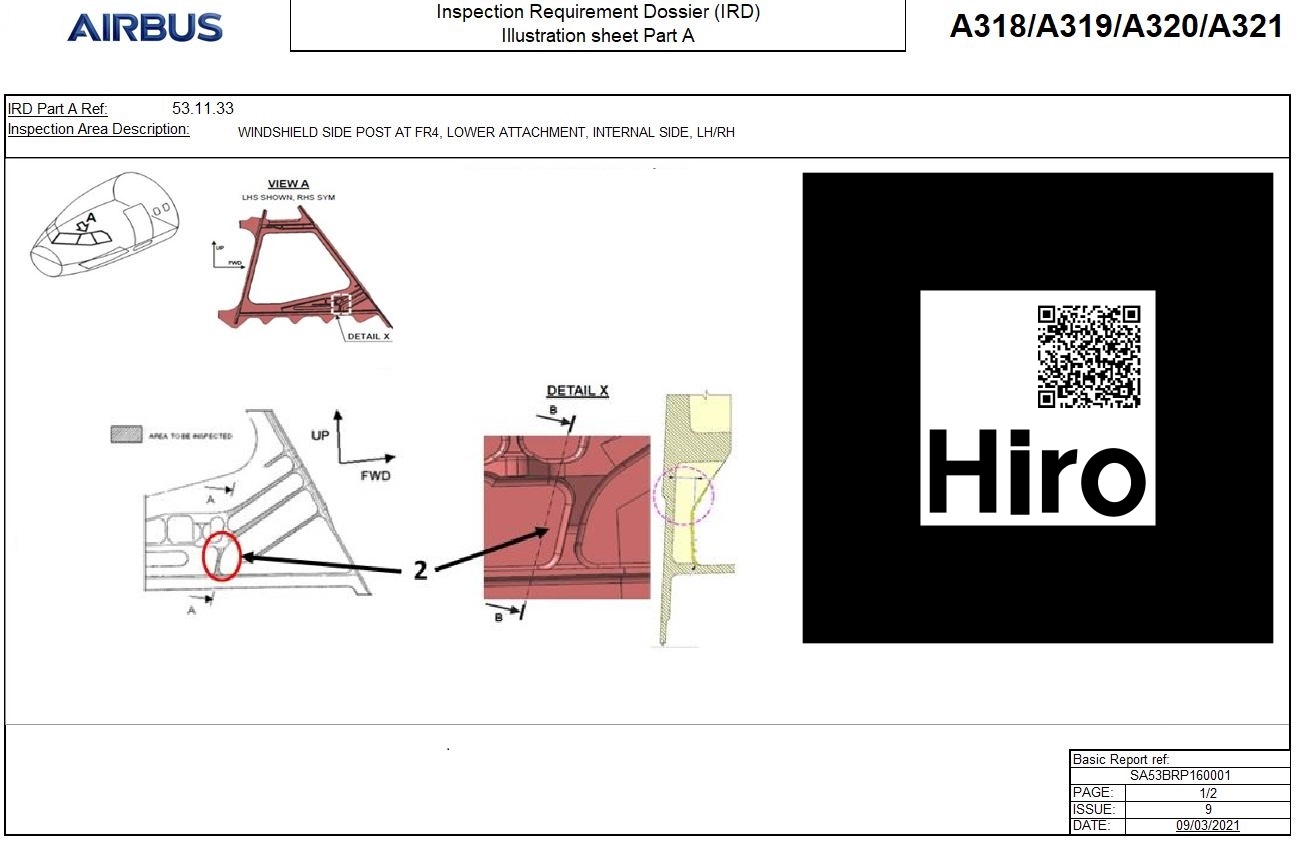 AIRBUS
Inspection Requirement Dossier (IRD)
Illustration sheet Part A
A318/A319/A320/A321
IRD Part A Ref: 53.11.33
Inspection Area Description: WINDSHIELD SIDE POST AT FR4, LOWER ATTACHMENT, INTERNAL SIDE, LH/RH
A
VIEW A
LHS SHOWN, RHS SYM
UP
FWD
DETAIL X
AREA TO BE INSPECTED
UP
FWD
A
A
2
DETAIL X
B
B
Hiro
Basic Report ref:
SA53BRP160001
PAGE: 1/2
ISSUE: 9
DATE: 09/03/2021